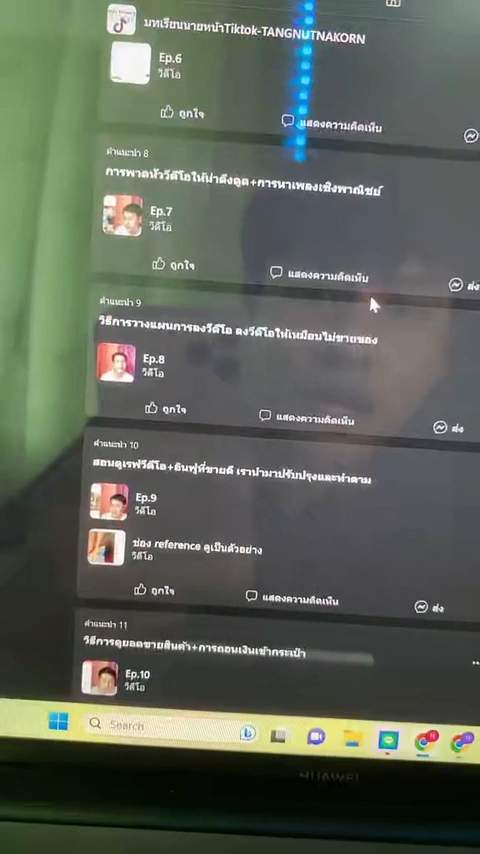 บทเรียนนายหน้าTiktok-TANGNUTNAKORN
Ep.6
วิดีโอ
ถูกใจ
แสดงความคิดเห็น
คำแนะนำ 8
การพาดหัววีดีโอให้น่าดึงดูด+การหาเพลงเชิงพาณิชย์
Ep.7
วิดีโอ
ถูกใจ
แสดงความคิดเห็น
ส่ง
คำแนะนำ 9
วิธีการวางแผนการลงวีดีโอ ลงวีดีโอให้เหมือนไม่ขายของ
Ep.8
วิดีโอ
ถูกใจ
แสดงความคิดเห็น
ส่ง
คำแนะนำ 10
สอนดูเรฟวีดีโอ+อินฟูที่ขายดี เรานำมาปรับปรุงและทำตาม
Ep.9
วิดีโอ
ช่อง reference ดูเป็นตัวอย่าง
วิดีโอ
ถูกใจ
แสดงความคิดเห็น
ส่ง
คำแนะนำ 11
วิธีการดูยอดขายสินค้า+การถอนเงินเข้ากระเป๋า
Ep.10
วิดีโอ
Search
HUAWEI